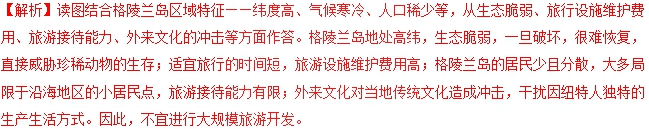 【解析】读图结合格陵兰岛区域特征——纬度高、气候寒冷、人口稀少等，从生态脆弱、旅行设施维护费
用、旅游接待能力、外来文化的冲击等方面作答。格陵兰岛地处高纬，生态脆弱，一旦破坏，很难恢复，
直接威胁珍稀动物的生存；适宜旅行的时间短，旅游设施维护费用高；格陵兰岛的居民少且分散，大多局
限于沿海地区的小居民点，旅游接待能力有限；外来文化对当地传统文化造成冲击，干扰因纽特人独特的
生产生活方式。因此，不宜进行大规模旅游开发。